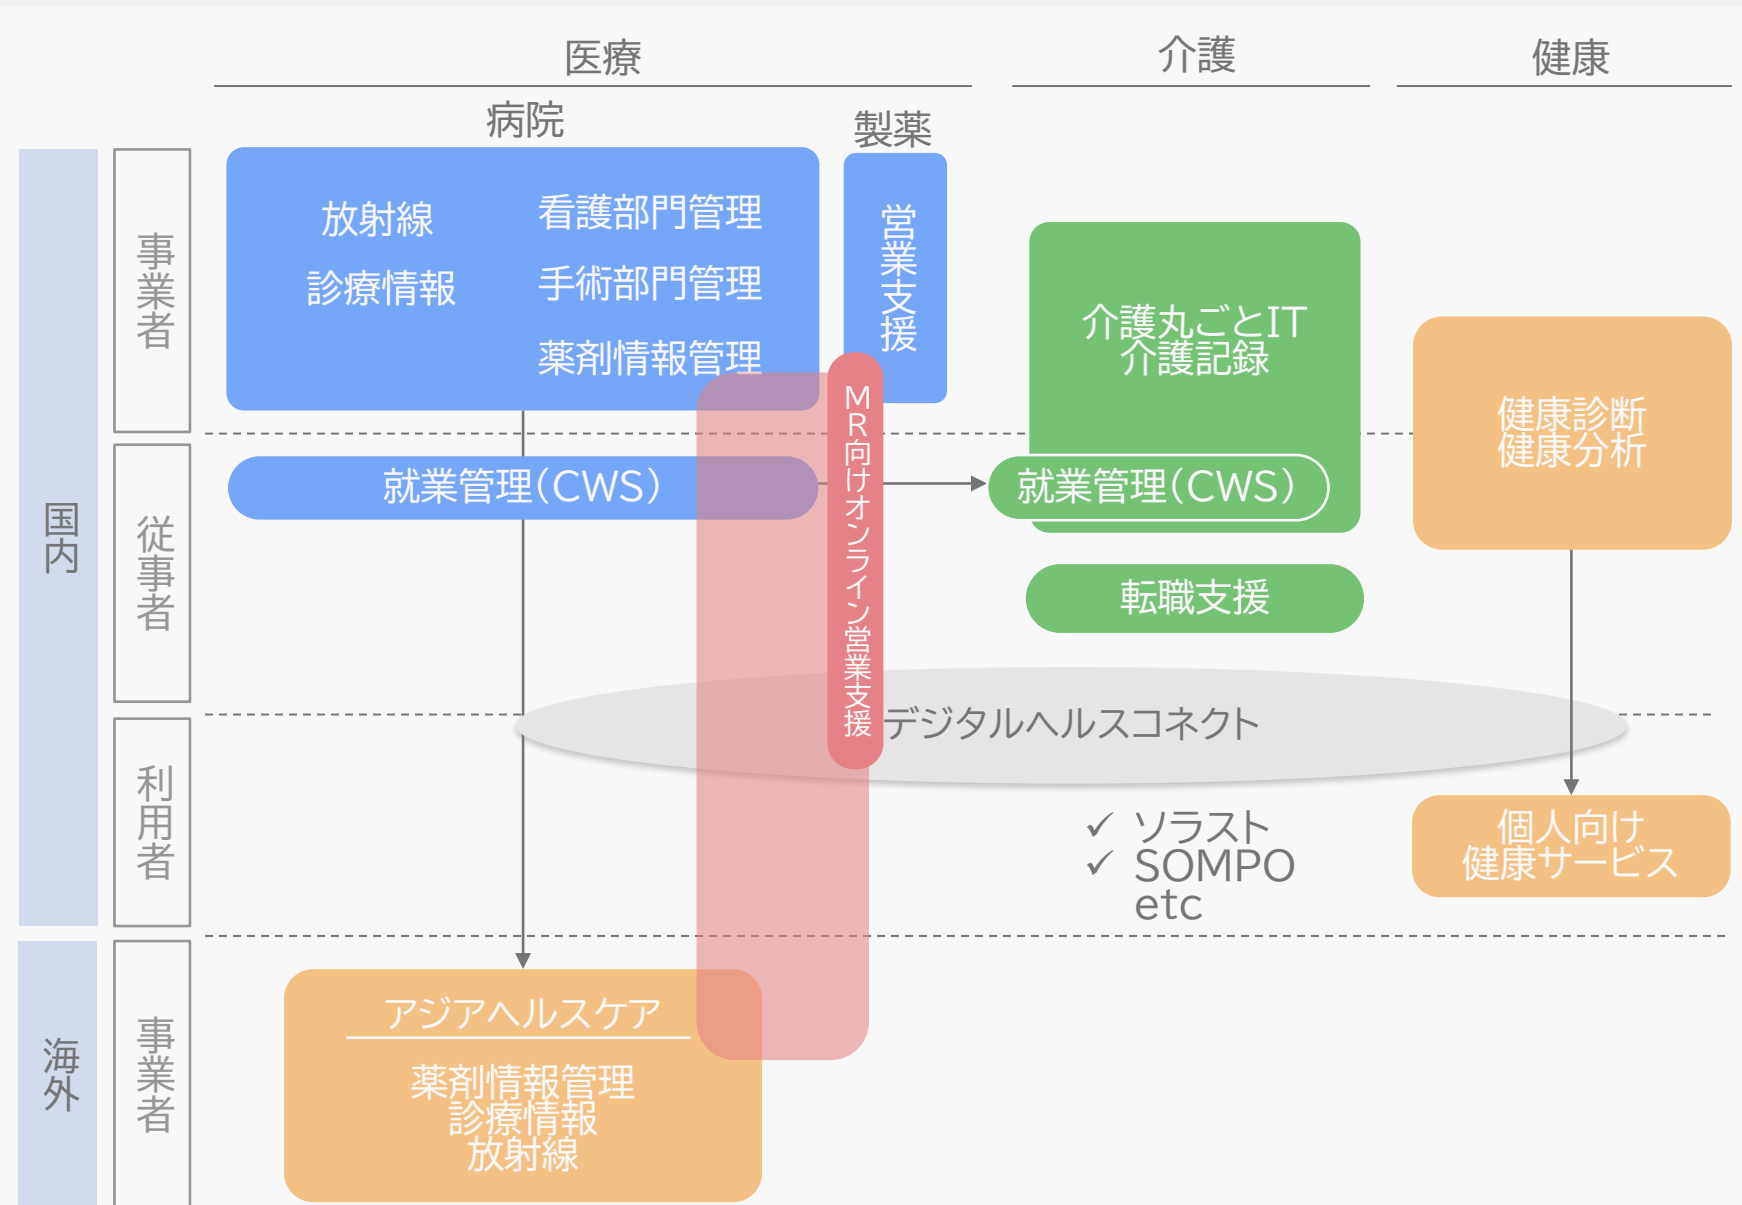 医療
介護
健康
病院
製薬
国内
事業者
放射線
診療情報
看護部門管理
手術部門管理
薬剤情報管理
営業支援
介護丸ごとIT
介護記録
健康診断
健康分析
従事者
就業管理(CWS)
MR向けオンライン営業支援
就業管理(CWS)
転職支援
デジタルヘルスコネクト
利用者
✓ ソラスト
✓ SOMPO
etc
個人向け
健康サービス
海外
事業者
アジアヘルスケア
薬剤情報管理
診療情報
放射線